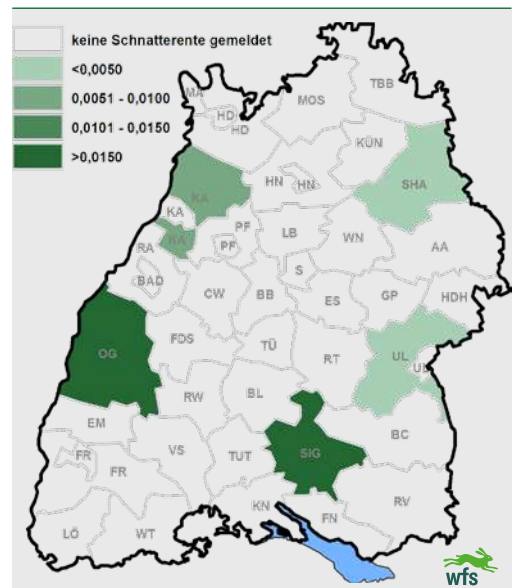 keine Schnatterente gemeldet
<0,0050
0,0051 - 0,0100
0,0101 - 0,0150
>0,0150
TBB
MA
MOS
HD
HD
KÜN
HN
HN
SHA
KA
KA
PF
LB
WN
KA
RA
PF
AA
S
BAD
CW
BB
ES
GP
HDH
FDS
TÜ
RT
UL
UL
OG
RW
BL
EM
BC
VS
TUT
SIG
FR
FR
KN
RV
FN
LÖ
WT
wfs